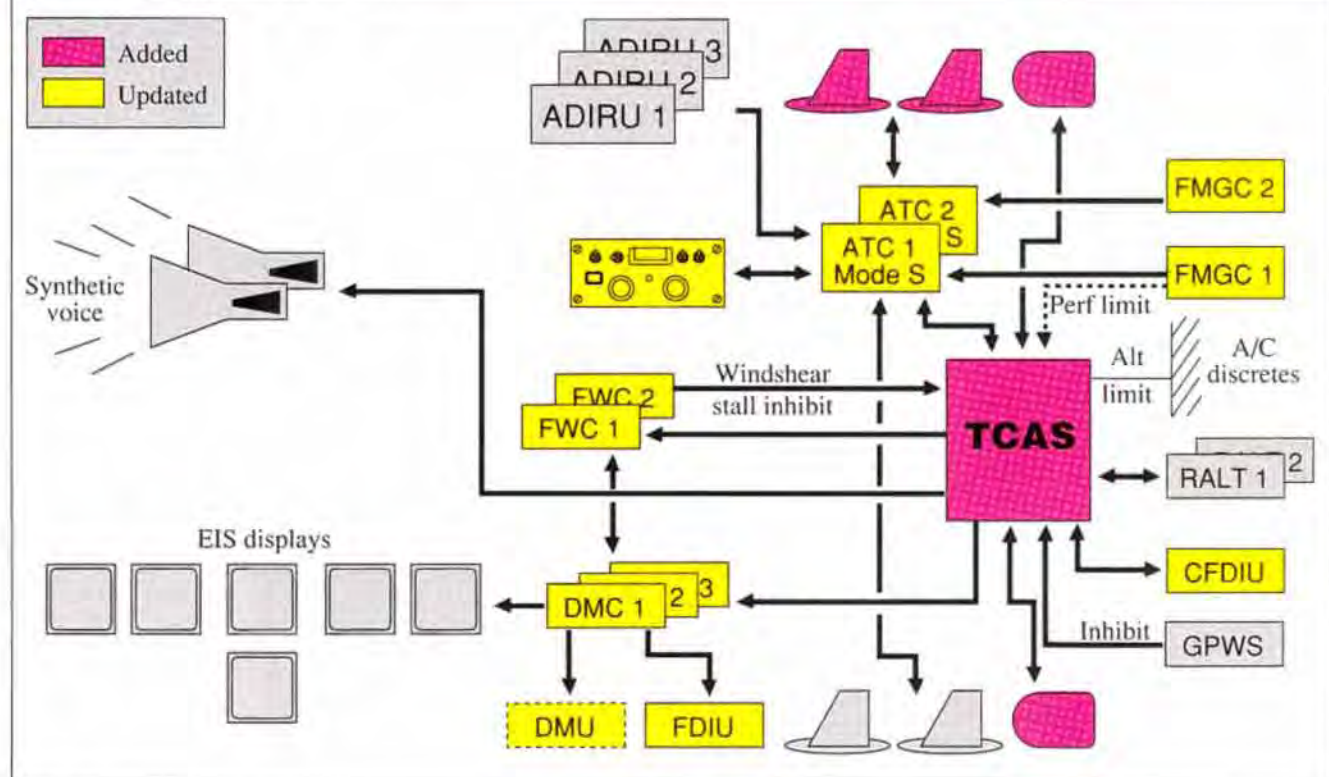 Added
Updated
ADIRU 3
ADIRU 2
ADIRU 1
FMGC 2
ATC 2
S
ATC 1
Mode S
FMGC 1
Synthetic
voice
Perf limit
Alt
limit
A/C
discretes
Windshear
stall inhibit
FWC 2
FWC 1
TCAS
2
RALT 1
EIS displays
CFDIU
3
2
DMC 1
Inhibit
GPWS
DMU
FDIU